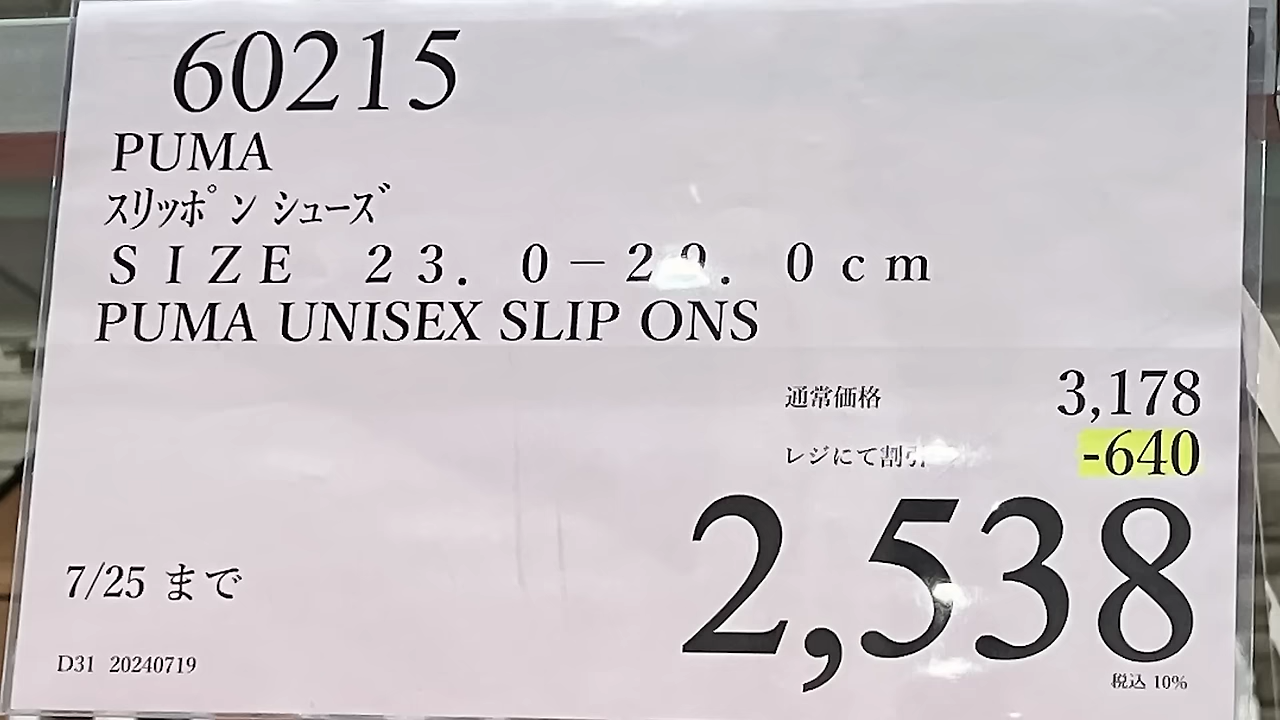 60215
PUMA
スリッポン シューズ
SIZE 23.0-29.0cm
PUMA UNISEX SLIP ONS
通常価格 3,178
レジにて割引 -640
2,538
7/25 まで
D31 20240719
税込 10%